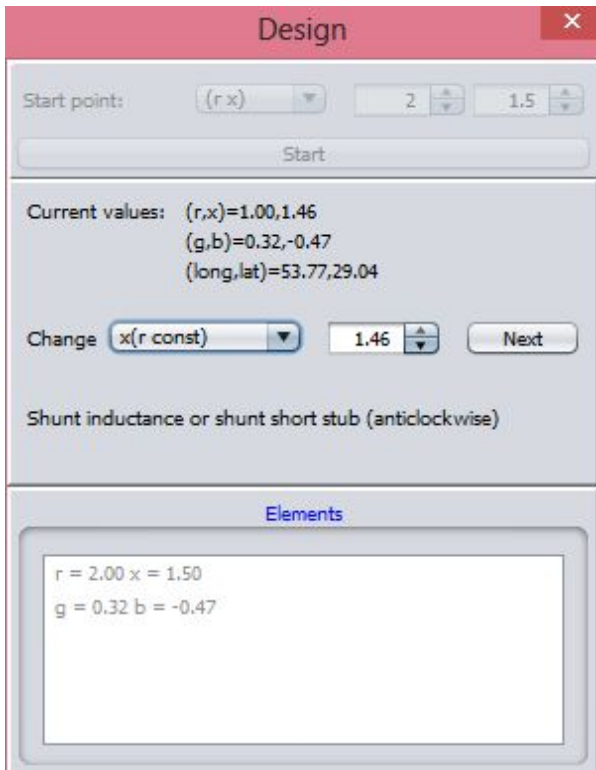 Design
Start point: (r x) 2 1.5
Start
Current values: (r,x)=1.00,1.46
(g,b)=0.32,-0.47
(long,lat)=53.77,29.04
Change x(r const) 1.46 Next
Shunt inductance or shunt short stub (anticlockwise)
Elements
r = 2.00 x = 1.50
g = 0.32 b = -0.47